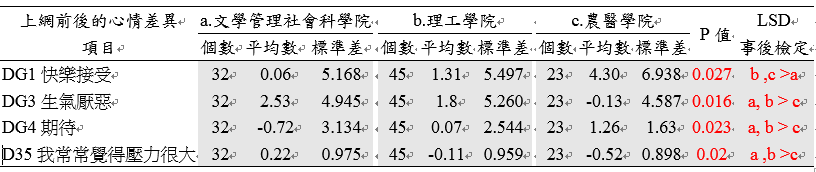 上網前後的心情差異 a.文學管理社會科學院 b.理工學院 c.農醫學院 P 值 LSD
項目 個數 平均數 標準差 個數 平均數 標準差 個數 平均數 標準差 事後檢定
DG1 快樂接受 32 0.06 5.168 45 1.31 5.497 23 4.30 6.938 0.027 b ,c >a
DG3 生氣厭惡 32 2.53 4.945 45 1.8 5.260 23 -0.13 4.587 0.016 a, b > c
DG4 期待 32 -0.72 3.134 45 0.07 2.544 23 1.26 1.63 0.023 a, b > c
D35 我常常覺得壓力很大 32 0.22 0.975 45 -0.11 0.959 23 -0.52 0.898 0.02 a ,b >c